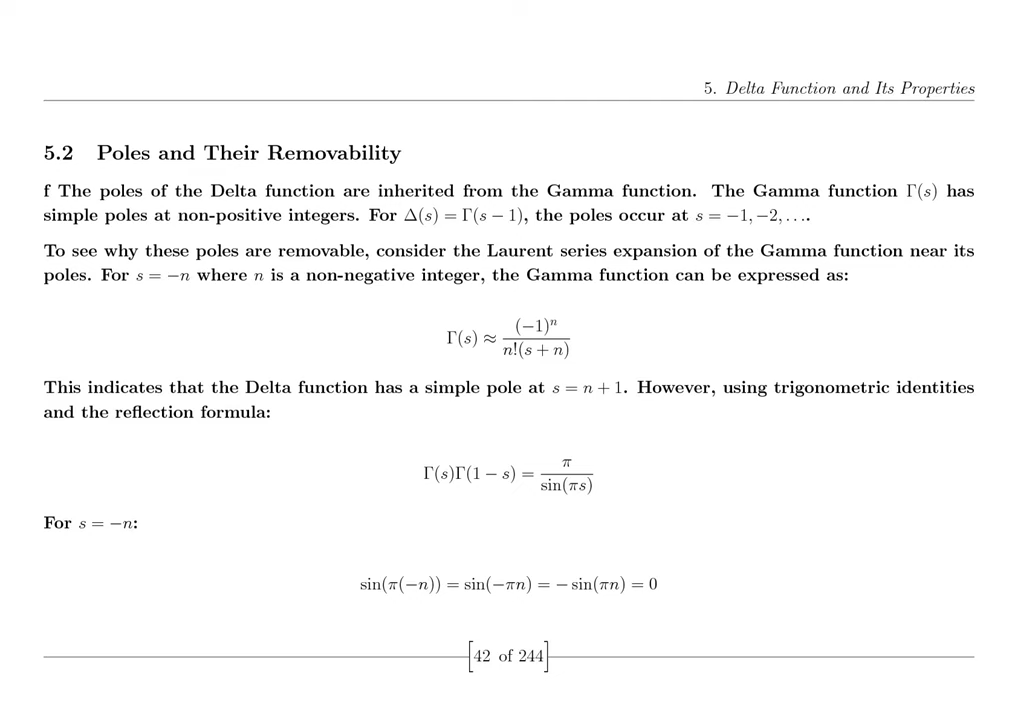 5. Delta Function and Its Properties
5.2 Poles and Their Removability
f The poles of the Delta function are inherited from the Gamma function. The Gamma function Γ(s) has
simple poles at non-positive integers. For Δ(s) = Γ(s − 1), the poles occur at s = −1, −2, . . ..
To see why these poles are removable, consider the Laurent series expansion of the Gamma function near its
poles. For s = −n where n is a non-negative integer, the Gamma function can be expressed as:
Γ(s) ≈ (−1)ⁿ / n!(s + n)
This indicates that the Delta function has a simple pole at s = n + 1. However, using trigonometric identities
and the reflection formula:
Γ(s)Γ(1 − s) = π / sin(πs)
For s = −n:
sin(π(−n)) = sin(−πn) = − sin(πn) = 0
[42 of 244]